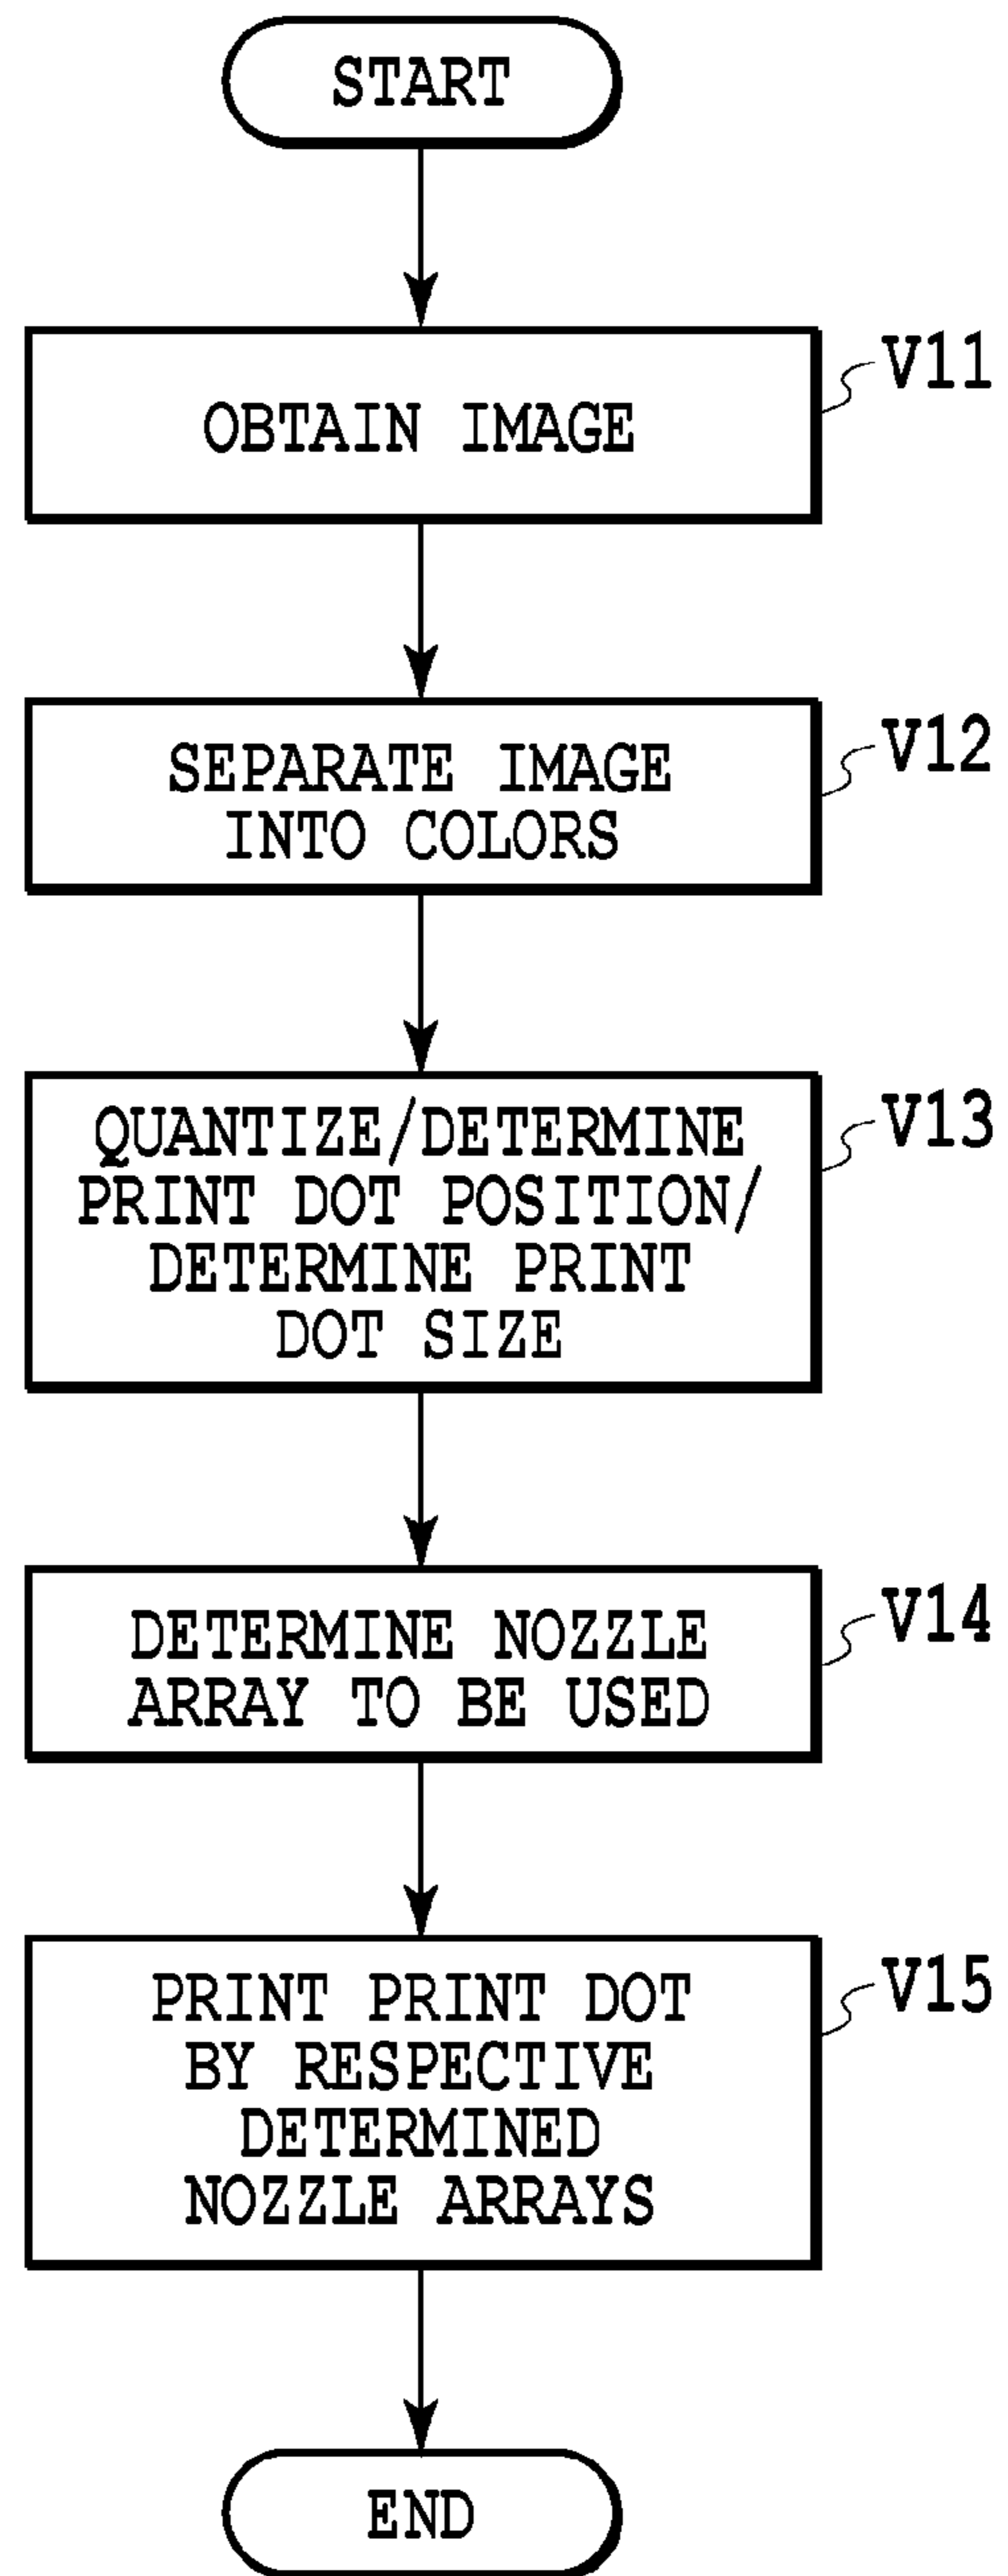 START
OBTAIN IMAGE
V11
SEPARATE IMAGE
INTO COLORS
V12
QUANTIZE/DETERMINE
PRINT DOT POSITION/
DETERMINE PRINT
DOT SIZE
V13
DETERMINE NOZZLE
ARRAY TO BE USED
V14
PRINT PRINT DOT
BY RESPECTIVE
DETERMINED
NOZZLE ARRAYS
V15
END